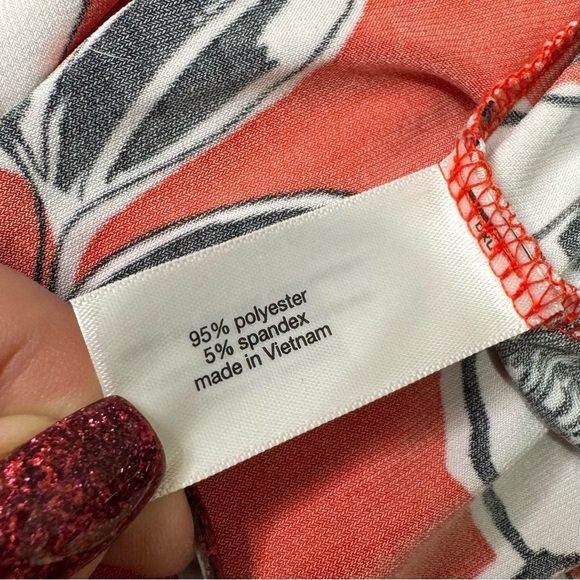 95% polyester
5% spandex
made in Vietnam